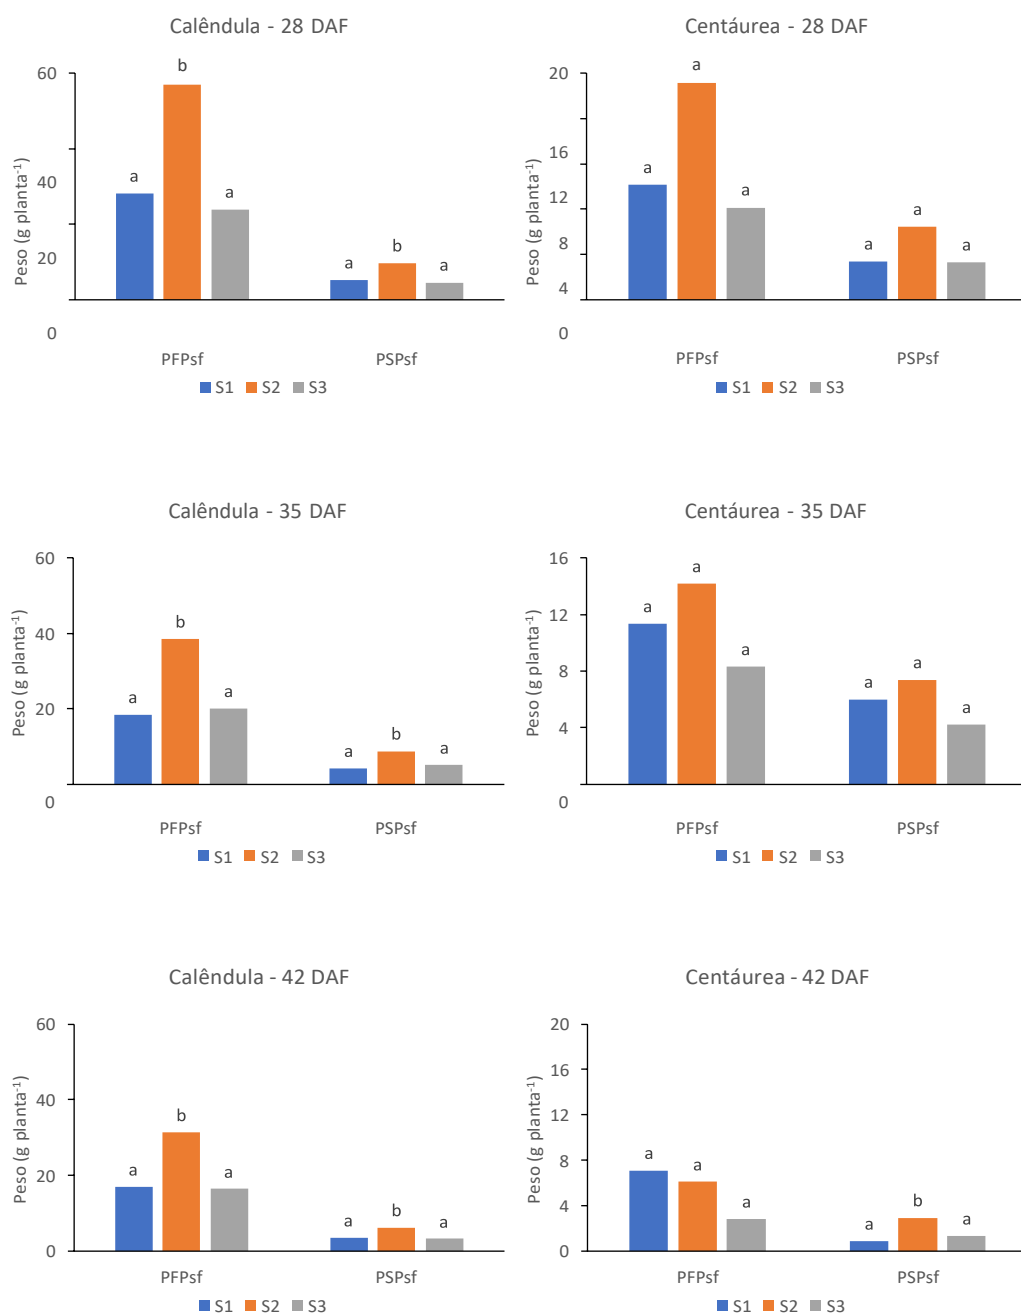 Calêndula - 28 DAF
Peso (g planta⁻¹)
60
40
20
0
a
b
a
a
b
a
PFPsf
PSPsf
S1 S2 S3
Centáurea - 28 DAF
Peso (g planta⁻¹)
20
16
12
8
4
0
a
a
a
a
a
a
PFPsf
PSPsf
S1 S2 S3
Calêndula - 35 DAF
Peso (g planta⁻¹)
60
40
20
0
a
b
a
a
b
a
PFPsf
PSPsf
S1 S2 S3
Centáurea - 35 DAF
Peso (g planta⁻¹)
16
12
8
4
0
a
a
a
a
a
a
PFPsf
PSPsf
S1 S2 S3
Calêndula - 42 DAF
Peso (g planta⁻¹)
60
40
20
0
a
b
a
a
b
a
PFPsf
PSPsf
S1 S2 S3
Centáurea - 42 DAF
Peso (g planta⁻¹)
20
16
12
8
4
0
a
a
a
a
b
a
PFPsf
PSPsf
S1 S2 S3